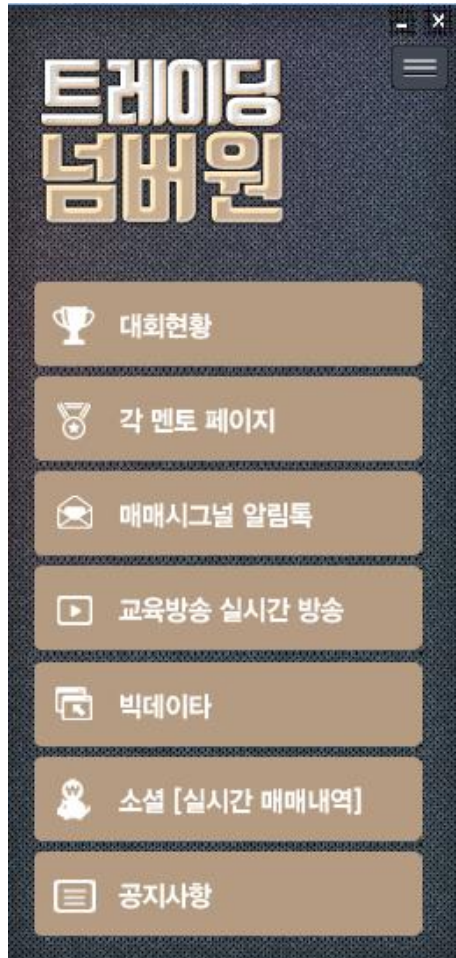 트레이딩
넘버원
대회현황
각 멘토 페이지
매매시그널 알림톡
교육방송 실시간 방송
빅데이타
소셜 [실시간 매매내역]
공지사항